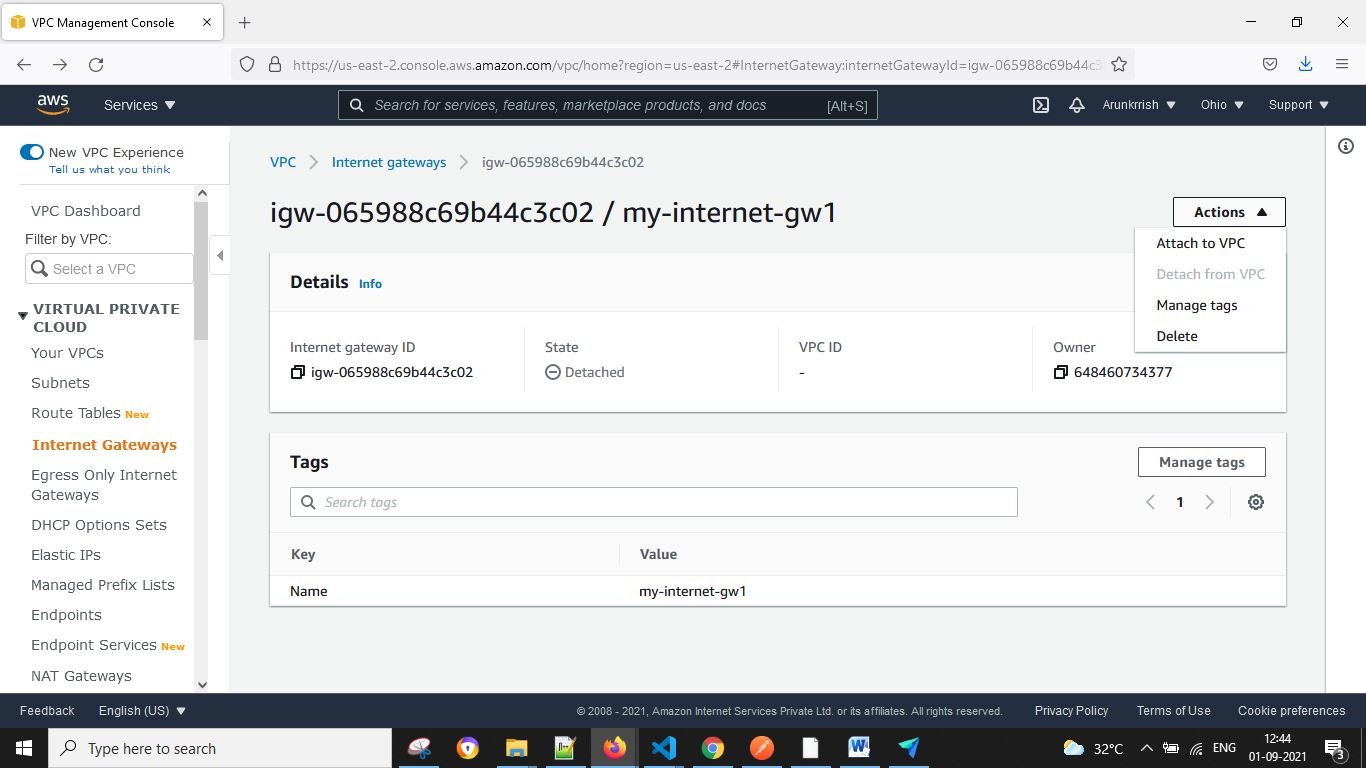 VPC Management Console
https://us-east-2.console.aws.amazon.com/vpc/home?region=us-east-2#InternetGateway:internetGatewayId=igw-065988c69b44c3
aws
Services
Search for services, features, marketplace products, and docs [Alt+S]
Arunkrrish
Ohio
Support
New VPC Experience
Tell us what you think
VPC Dashboard
Filter by VPC:
Select a VPC
VIRTUAL PRIVATE
CLOUD
Your VPCs
Subnets
Route Tables New
Internet Gateways
Egress Only Internet
Gateways
DHCP Options Sets
Elastic IPs
Managed Prefix Lists
Endpoints
Endpoint Services New
NAT Gateways
VPC Internet gateways igw-065988c69b44c3c02
igw-065988c69b44c3c02 / my-internet-gw1
Actions
Attach to VPC
Detach from VPC
Manage tags
Delete
Details Info
Internet gateway ID
igw-065988c69b44c3c02
State
Detached
VPC ID
-
Owner
648460734377
Tags
Manage tags
Search tags
1
Key Value
Name my-internet-gw1
Feedback English (US)
© 2008 - 2021, Amazon Internet Services Private Ltd. or its affiliates. All rights reserved.
Privacy Policy Terms of Use Cookie preferences
Type here to search
32°C
ENG
12:44
01-09-2021
3